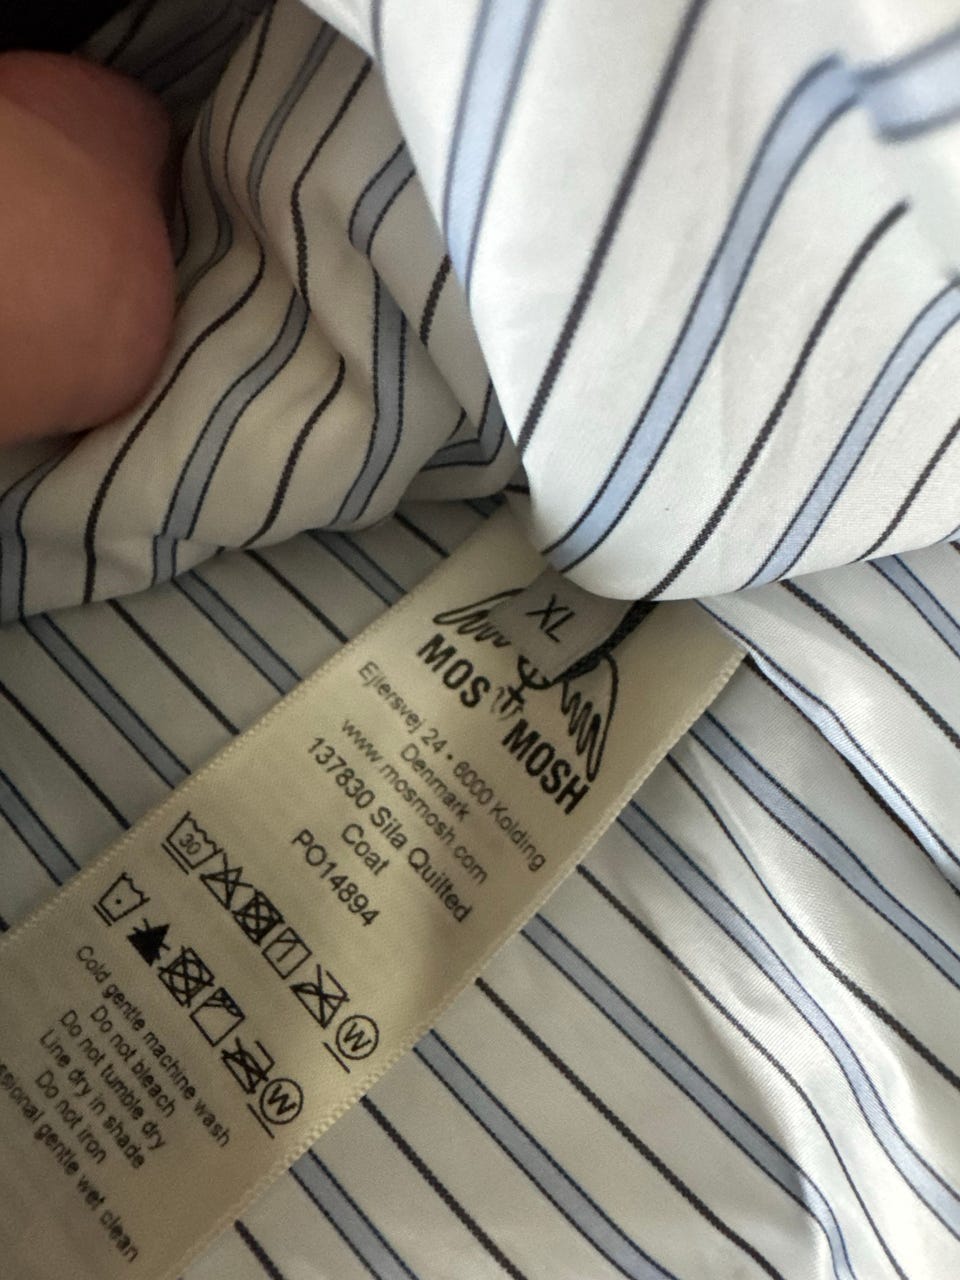 XL
MOS MOSH
Ejlersvej 24 • 6000 Kolding
Denmark
www.mosmosh.com
137830 Sila Quilted
Coat
PO14894
30
W
W
Cold gentle machine wash
Do not bleach
Do not tumble dry
Line dry in shade
Do not iron
gentle wet clean